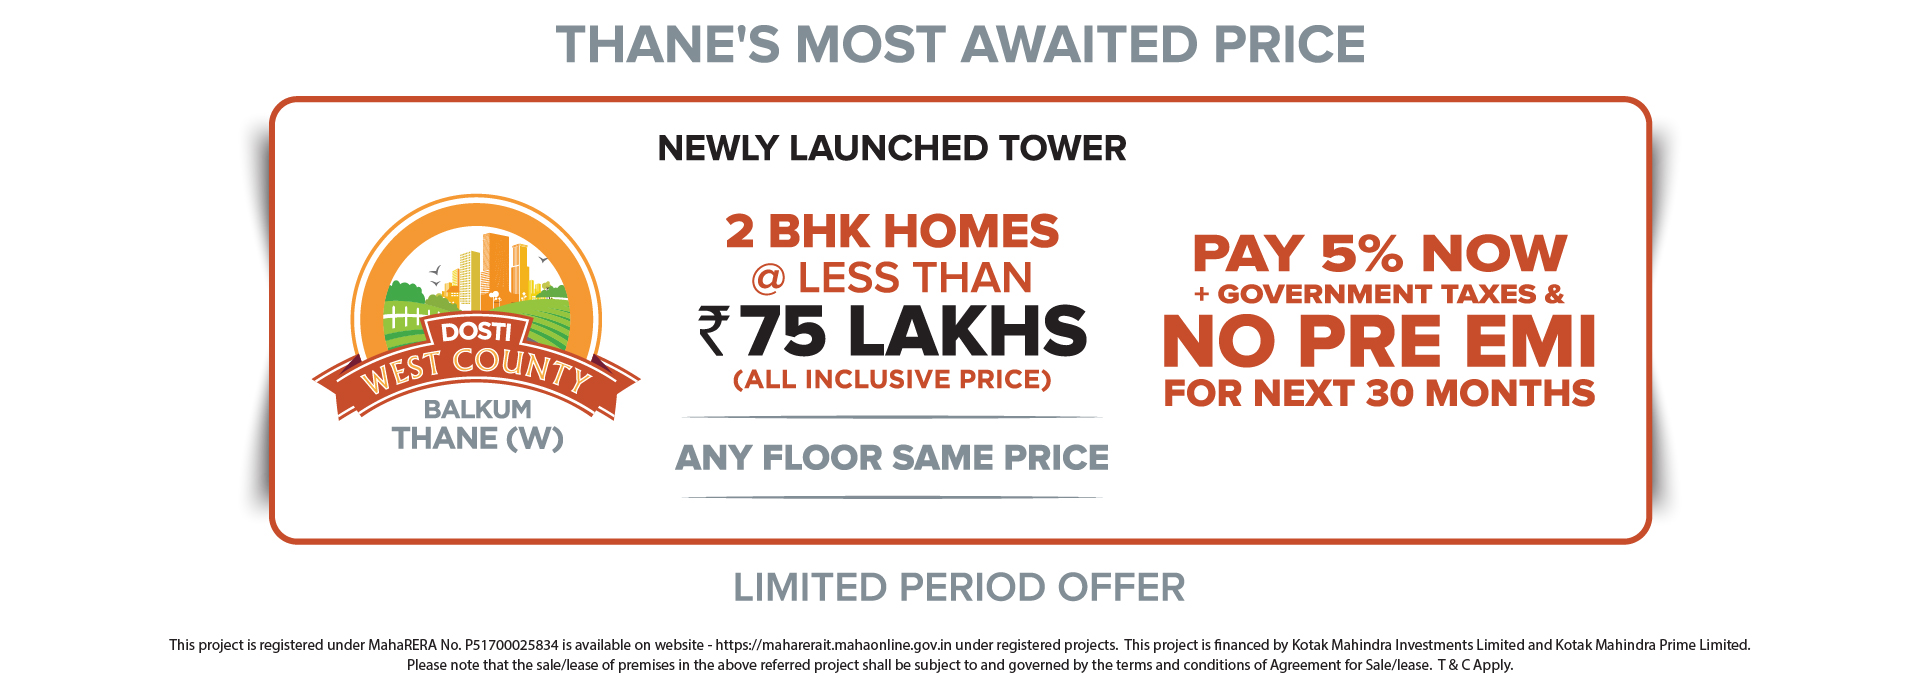 THANE'S MOST AWAITED PRICE
NEWLY LAUNCHED TOWER
DOSTI
WEST COUNTY
BALKUM
THANE (W)
2 BHK HOMES
@ LESS THAN
₹75 LAKHS
(ALL INCLUSIVE PRICE)
ANY FLOOR SAME PRICE
PAY 5% NOW
+ GOVERNMENT TAXES &
NO PRE EMI
FOR NEXT 30 MONTHS
LIMITED PERIOD OFFER
This project is registered under MahaRERA No. P51700025834 is available on website - https://maharerait.mahaonline.gov.in under registered projects. This project is financed by Kotak Mahindra Investments Limited and Kotak Mahindra Prime Limited.
Please note that the sale/lease of premises in the above referred project shall be subject to and governed by the terms and conditions of Agreement for Sale/lease. T & C Apply.